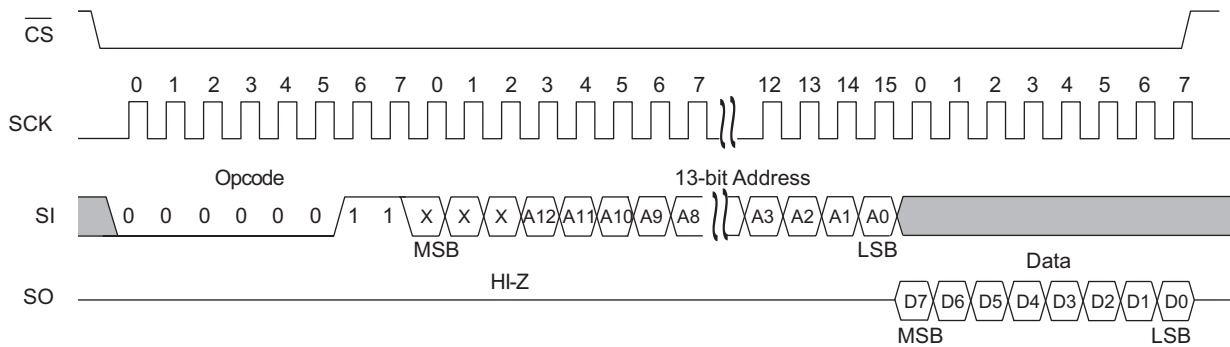 CS
0 1 2 3 4 5 6 7 0 1 2 3 4 5 6 7 12 13 14 15 0 1 2 3 4 5 6 7
SCK
Opcode 13-bit Address
SI 0 0 0 0 0 0 1 1 X X X A12 A11 A10 A9 A8 A3 A2 A1 A0
MSB LSB
HI-Z Data
SO D7 D6 D5 D4 D3 D2 D1 D0
MSB LSB